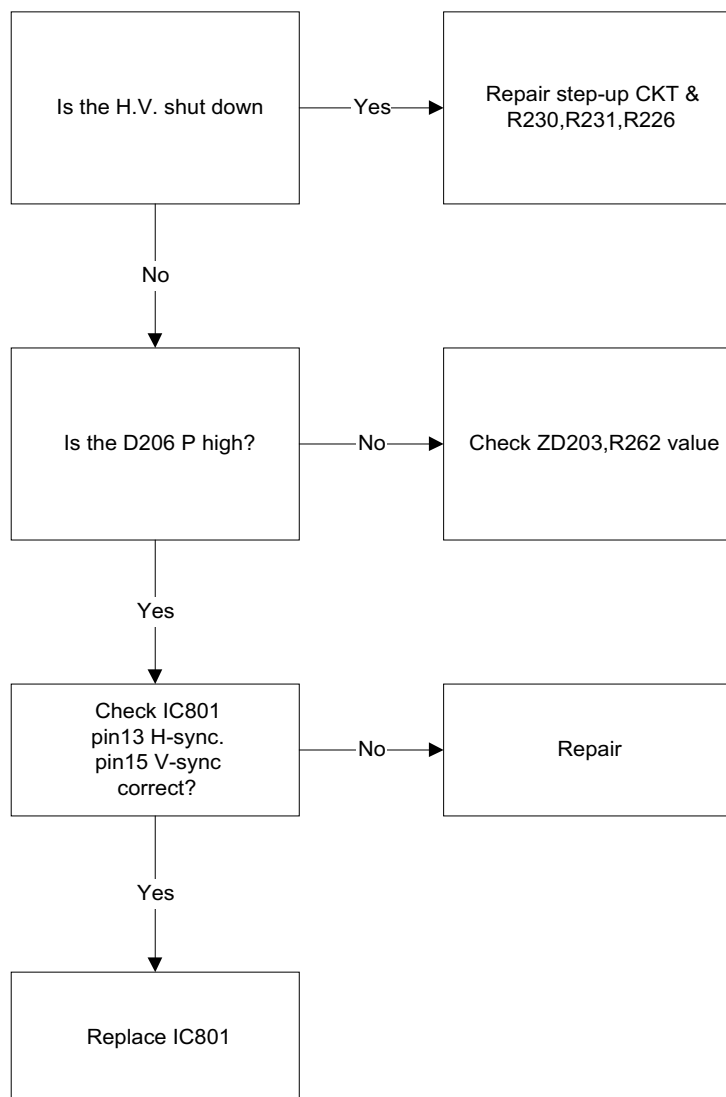 Is the H.V. shut down
Yes
Repair step-up CKT &
R230,R231,R226
No
Is the D206 P high?
No
Check ZD203,R262 value
Yes
Check IC801
pin13 H-sync.
pin15 V-sync
correct?
No
Repair
Yes
Replace IC801